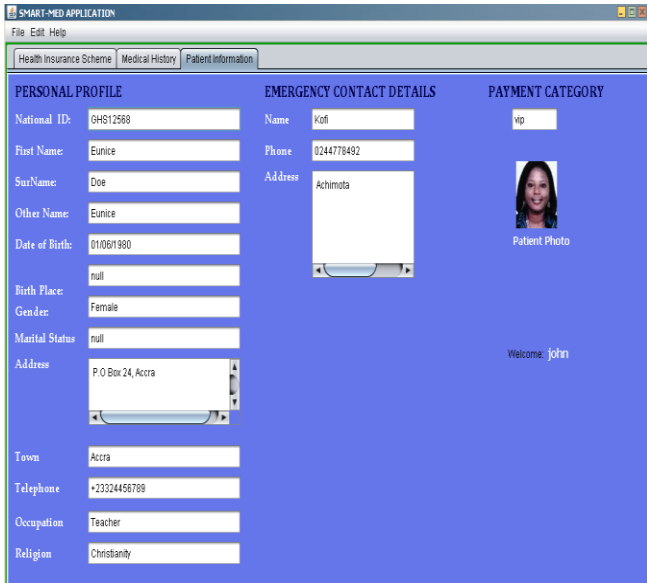 SMART-MED APPLICATION
File Edit Help
Health Insurance Scheme Medical History Patient Information
PERSONAL PROFILE
National ID: GHS12568
First Name: Eunice
SurName: Doe
Other Name: Eunice
Date of Birth: 01/06/1980
null
Birth Place:
Gender: Female
Marital Status null
Address P.O Box 24, Accra
Town Accra
Telephone +23324456789
Occupation Teacher
Religion Christianity
EMERGENCY CONTACT DETAILS
Name Kofi
Phone 0244778492
Address Achimota
PAYMENT CATEGORY
vip
Patient Photo
Welcome: john